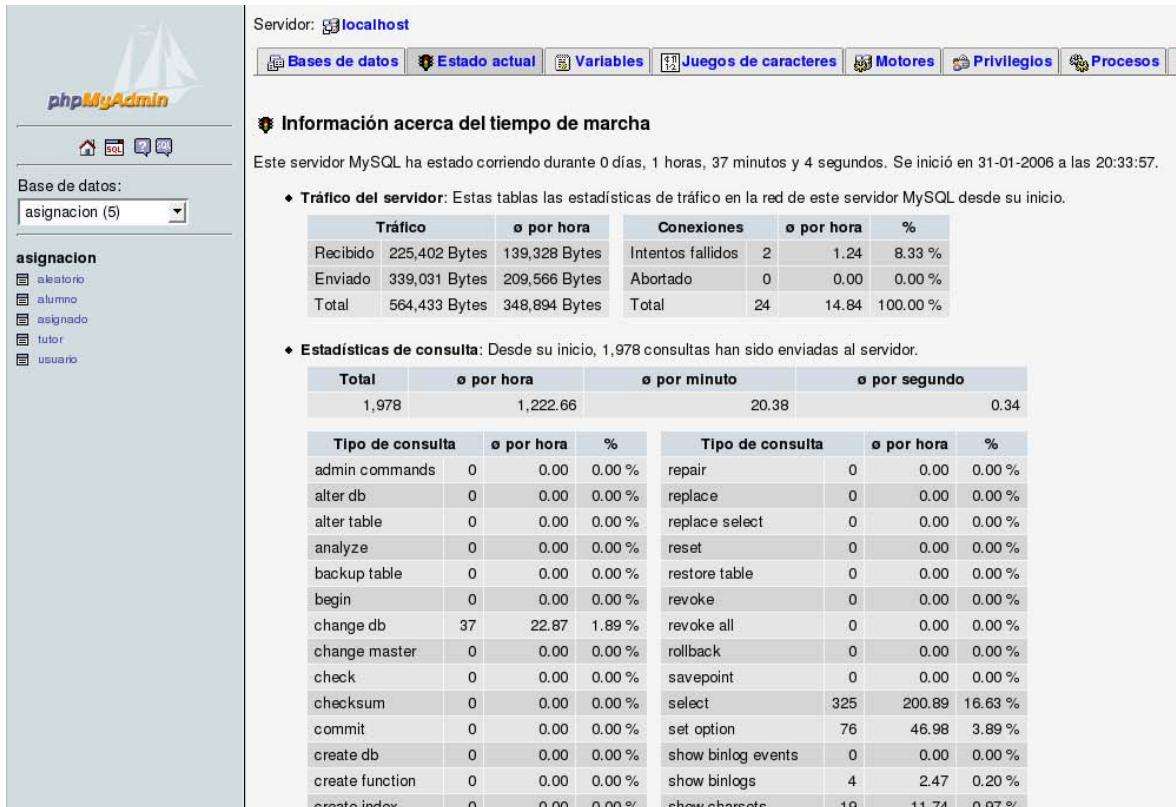 Servidor: localhost
Bases de datos Estado actual Variables Juegos de caracteres Motores Privilegios Procesos
phpMyAdmin
Base de datos:
asignacion (5)
asignacion
aleatorio
alumno
asignado
tutor
usuario
Información acerca del tiempo de marcha
Este servidor MySQL ha estado corriendo durante 0 días, 1 horas, 37 minutos y 4 segundos. Se inició en 31-01-2006 a las 20:33:57.
Tráfico del servidor: Estas tablas las estadísticas de tráfico en la red de este servidor MySQL desde su inicio.
Tráfico ø por hora Conexiones ø por hora %
Recibido 225,402 Bytes 139,328 Bytes Intentos fallidos 2 1.24 8.33 %
Enviado 339,031 Bytes 209,566 Bytes Abortado 0 0.00 0.00 %
Total 564,433 Bytes 348,894 Bytes Total 24 14.84 100.00 %
Estadísticas de consulta: Desde su inicio, 1,978 consultas han sido enviadas al servidor.
Total ø por hora ø por minuto ø por segundo
1,978 1,222.66 20.38 0.34
Tipo de consulta ø por hora % Tipo de consulta ø por hora %
admin commands 0 0.00 0.00 % repair 0 0.00 0.00 %
alter db 0 0.00 0.00 % replace 0 0.00 0.00 %
alter table 0 0.00 0.00 % replace select 0 0.00 0.00 %
analyze 0 0.00 0.00 % reset 0 0.00 0.00 %
backup table 0 0.00 0.00 % restore table 0 0.00 0.00 %
begin 0 0.00 0.00 % revoke 0 0.00 0.00 %
change db 37 22.87 1.89 % revoke all 0 0.00 0.00 %
change master 0 0.00 0.00 % rollback 0 0.00 0.00 %
check 0 0.00 0.00 % savepoint 0 0.00 0.00 %
checksum 0 0.00 0.00 % select 325 200.89 16.63 %
commit 0 0.00 0.00 % set option 76 46.98 3.89 %
create db 0 0.00 0.00 % show binlog events 0 0.00 0.00 %
create function 0 0.00 0.00 % show binlogs 4 2.47 0.20 %
create index 0 0.00 0.00 % show charsets 19 11.74 0.97 %